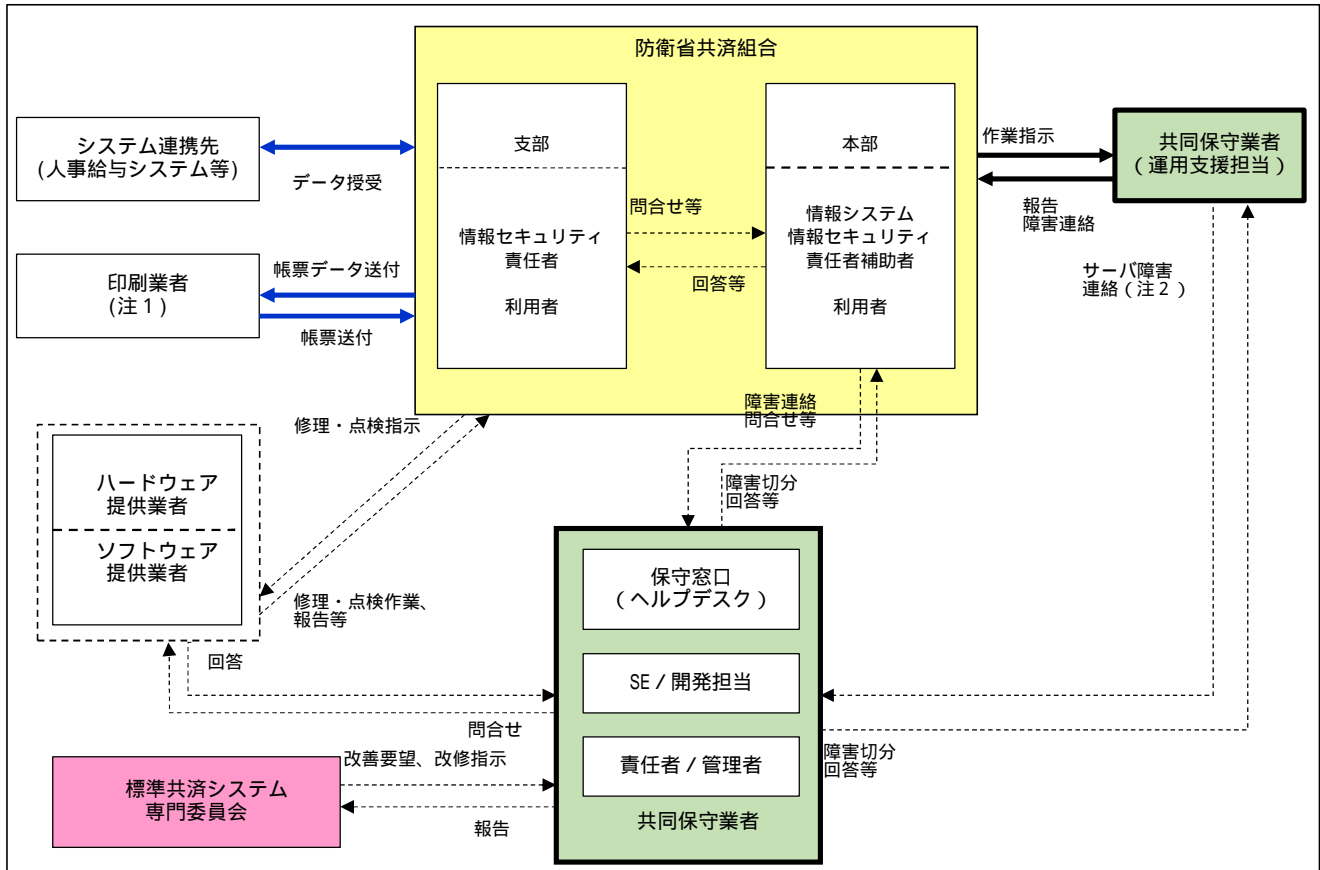 防衛省共済組合
システム連携先
(人事給与システム等)
データ授受
印刷業者
(注１)
帳票データ送付
帳票送付
支部
情報セキュリティ
責任者
利用者
問合せ等
回答等
本部
情報システム
情報セキュリティ
責任者補助者
利用者
作業指示
報告
障害連絡
共同保守業者
(運用支援担当)
サーバ障害
連絡(注２)
障害連絡
問合せ等
障害切分
回答等
修理・点検指示
修理・点検作業、
報告等
ハードウェア
提供業者
ソフトウェア
提供業者
回答
問合せ
保守窓口
(ヘルプデスク)
SE／開発担当
責任者／管理者
共同保守業者
障害切分
回答等
改善要望、改修指示
報告
標準共済システム
専門委員会